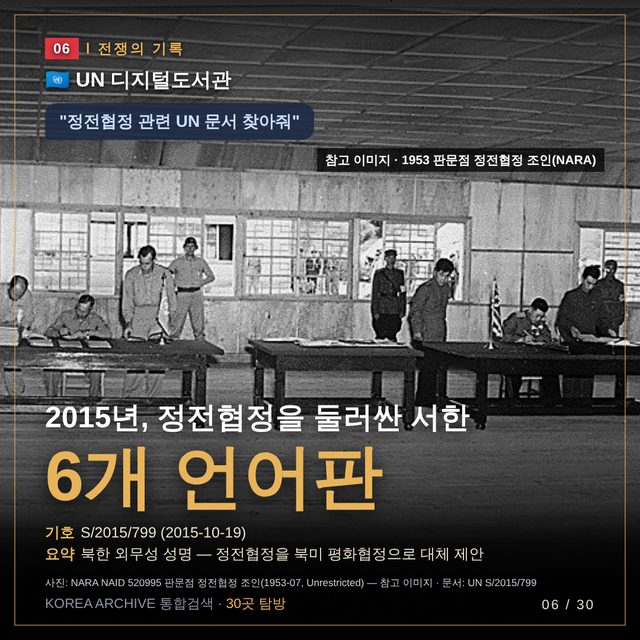 06 | 전쟁의 기록
UN 디지털도서관
"정전협정 관련 UN 문서 찾아줘"
참고 이미지 · 1953 판문점 정전협정 조인(NARA)
2015년, 정전협정을 둘러싼 서한
6개 언어판
기호 S/2015/799 (2015-10-19)
요약 북한 외무성 성명 — 정전협정을 북미 평화협정으로 대체 제안
사진: NARA NAID 520995 판문점 정전협정 조인(1953-07, Unrestricted) — 참고 이미지 · 문서: UN S/2015/799
KOREA ARCHIVE 통합검색 · 30곳 탐방
06 / 30